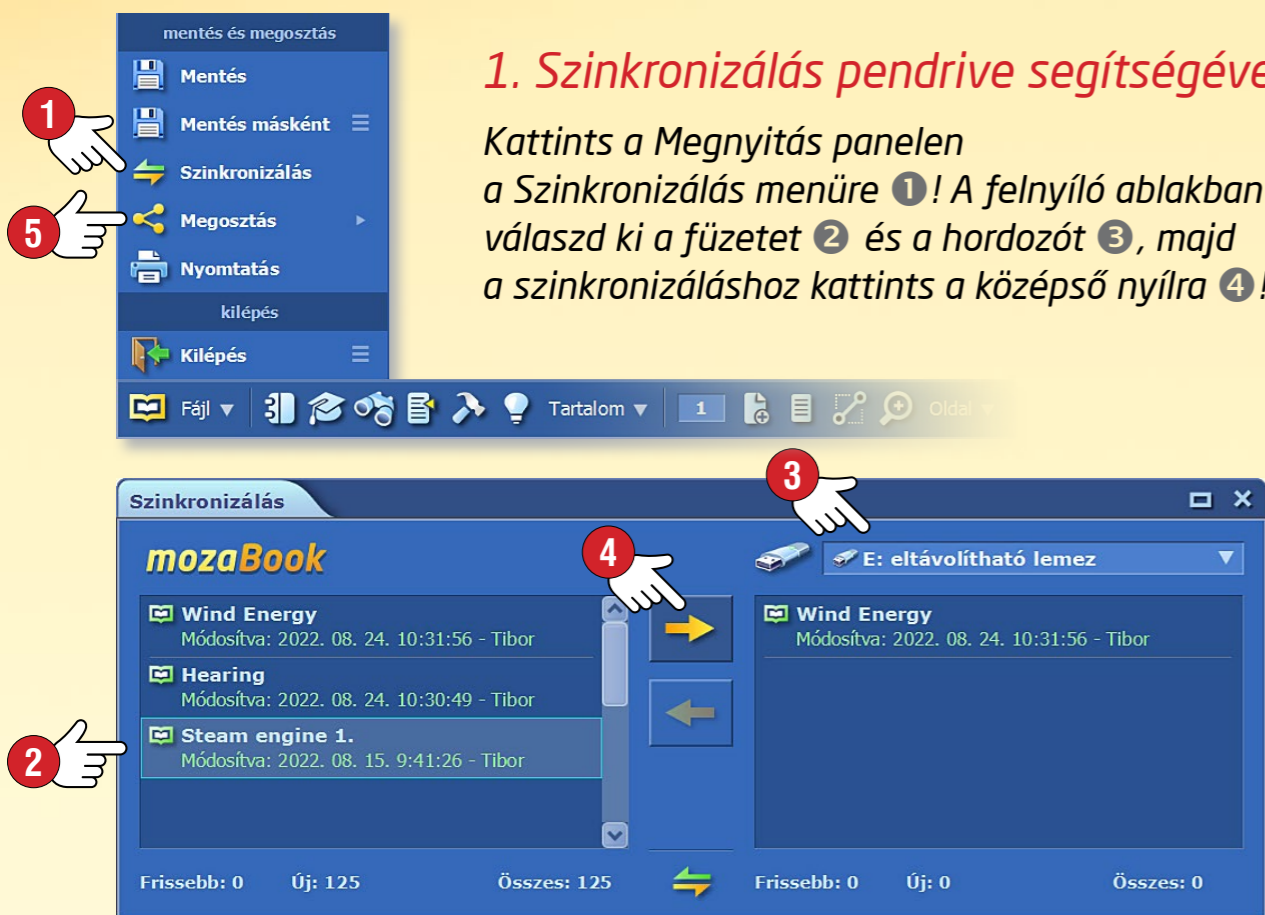 mentés és megosztás
Mentés
1
Mentés másként
Szinkronizálás
5
Megosztás
Nyomtatás
kilépés
Kilépés
Fájl Tartalom 1 Oldal
1. Szinkronizálás pendrive segítségéve
Kattints a Megnyitás panelen
a Szinkronizálás menüre ❶! A felnyíló ablakban
válaszd ki a füzetet ❷ és a hordozót ❸, majd
a szinkronizáláshoz kattints a középső nyílra ❹!
3
Szinkronizálás
mozaBook
4
E: eltávolítható lemez
Wind Energy
Módosítva: 2022. 08. 24. 10:31:56 - Tibor
Hearing
Módosítva: 2022. 08. 24. 10:30:49 - Tibor
2
Steam engine 1.
Módosítva: 2022. 08. 15. 9:41:26 - Tibor
Wind Energy
Módosítva: 2022. 08. 24. 10:31:56 - Tibor
Frissebb: 0 Új: 125 Összes: 125
Frissebb: 0 Új: 0 Összes: 0